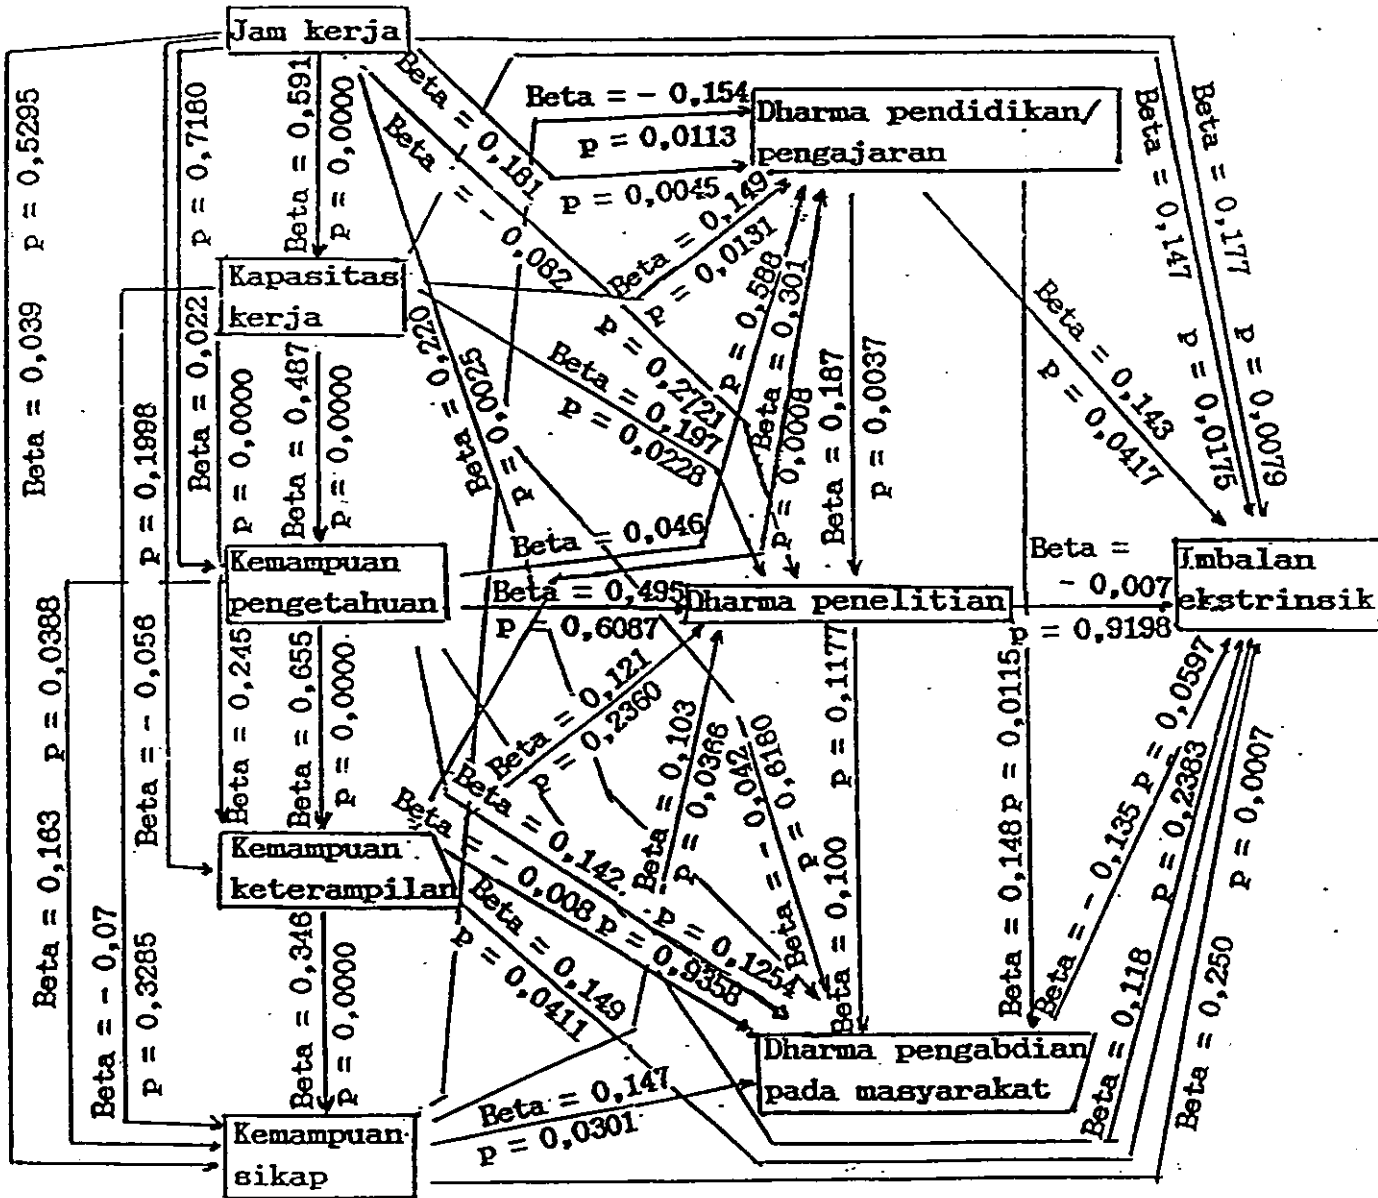 Jam kerja
Beta = 0,039 p = 0,5295
Beta = 0,022 p = 0,7180
Beta = 0,591
p = 0,0000
Beta = 0,181
p = 0,0045
Beta = - 0,082
p = 0,2721
Beta = 0,220
p = 0,0025
Beta = - 0,154
p = 0,0113
Dharma pendidikan/
pengajaran
Beta = 0,147 p = 0,0175
Beta = 0,177 p = 0,0079
Beta = 0,149
p = 0,0131
Kapasitas
kerja
Beta = 0,197
p = 0,0228
p = 0,588
Beta = 0,301
p = 0,0008
Beta = 0,187
p = 0,0037
Beta = 0,143
p = 0,0417
p = 0,0000
Beta = 0,487
p = 0,0000
Beta = - 0,058 p = 0,1998
Beta = 0,046
Kemampuan
pengetahuan
Beta = 0,495
p = 0,6087
Dharma penelitian
Beta =
- 0,007
p = 0,9198
Imbalan
ekstrinsik
Beta = 0,163 p = 0,0388
Beta = 0,245
Beta = 0,655
p = 0,0000
Beta = 0,121
p = 0,2360
Beta = 0,103
p = 0,0366
Beta = - 0,042
p = 0,6180
Beta = 0,100 p = 0,1177
Beta = 0,148 p = 0,0115
Beta = - 0,135 p = 0,0597
Beta = 0,118 p = 0,2383
Beta = 0,250 p = 0,0007
Kemampuan
keterampilan
Beta = 0,142 p = 0,1254
Beta = - 0,008 p = 0,9358
Beta = 0,149
p = 0,0411
Beta = - 0,07
p = 0,3285
Beta = 0,346
p = 0,0000
Dharma pengabdian
pada masyarakat
Beta = 0,147
p = 0,0301
Kemampuan
sikap